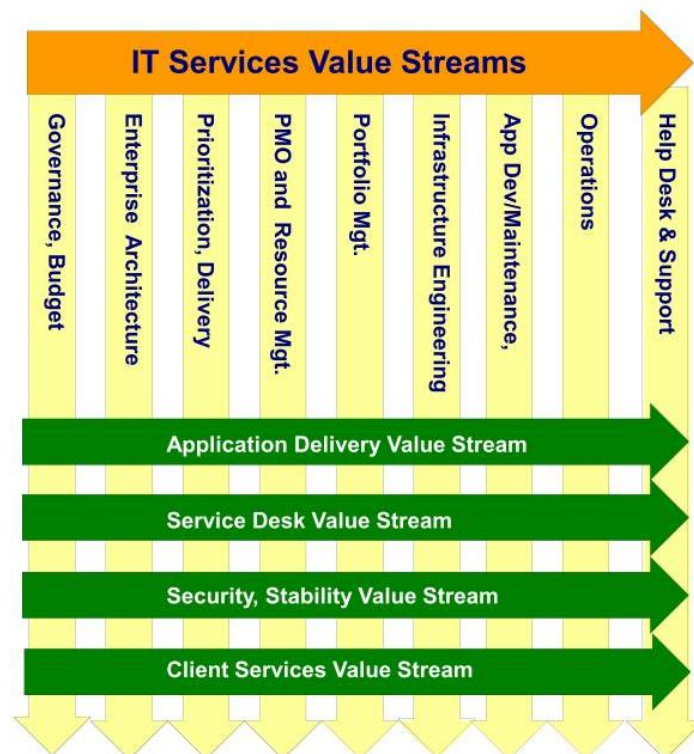 IT Services Value Streams
Governance, Budget
Enterprise Architecture
Prioritization, Delivery
PMO and Resource Mgt.
Portfolio Mgt.
Infrastructure Engineering
App Dev/Maintenance,
Operations
Help Desk & Support
Application Delivery Value Stream
Service Desk Value Stream
Security, Stability Value Stream
Client Services Value Stream